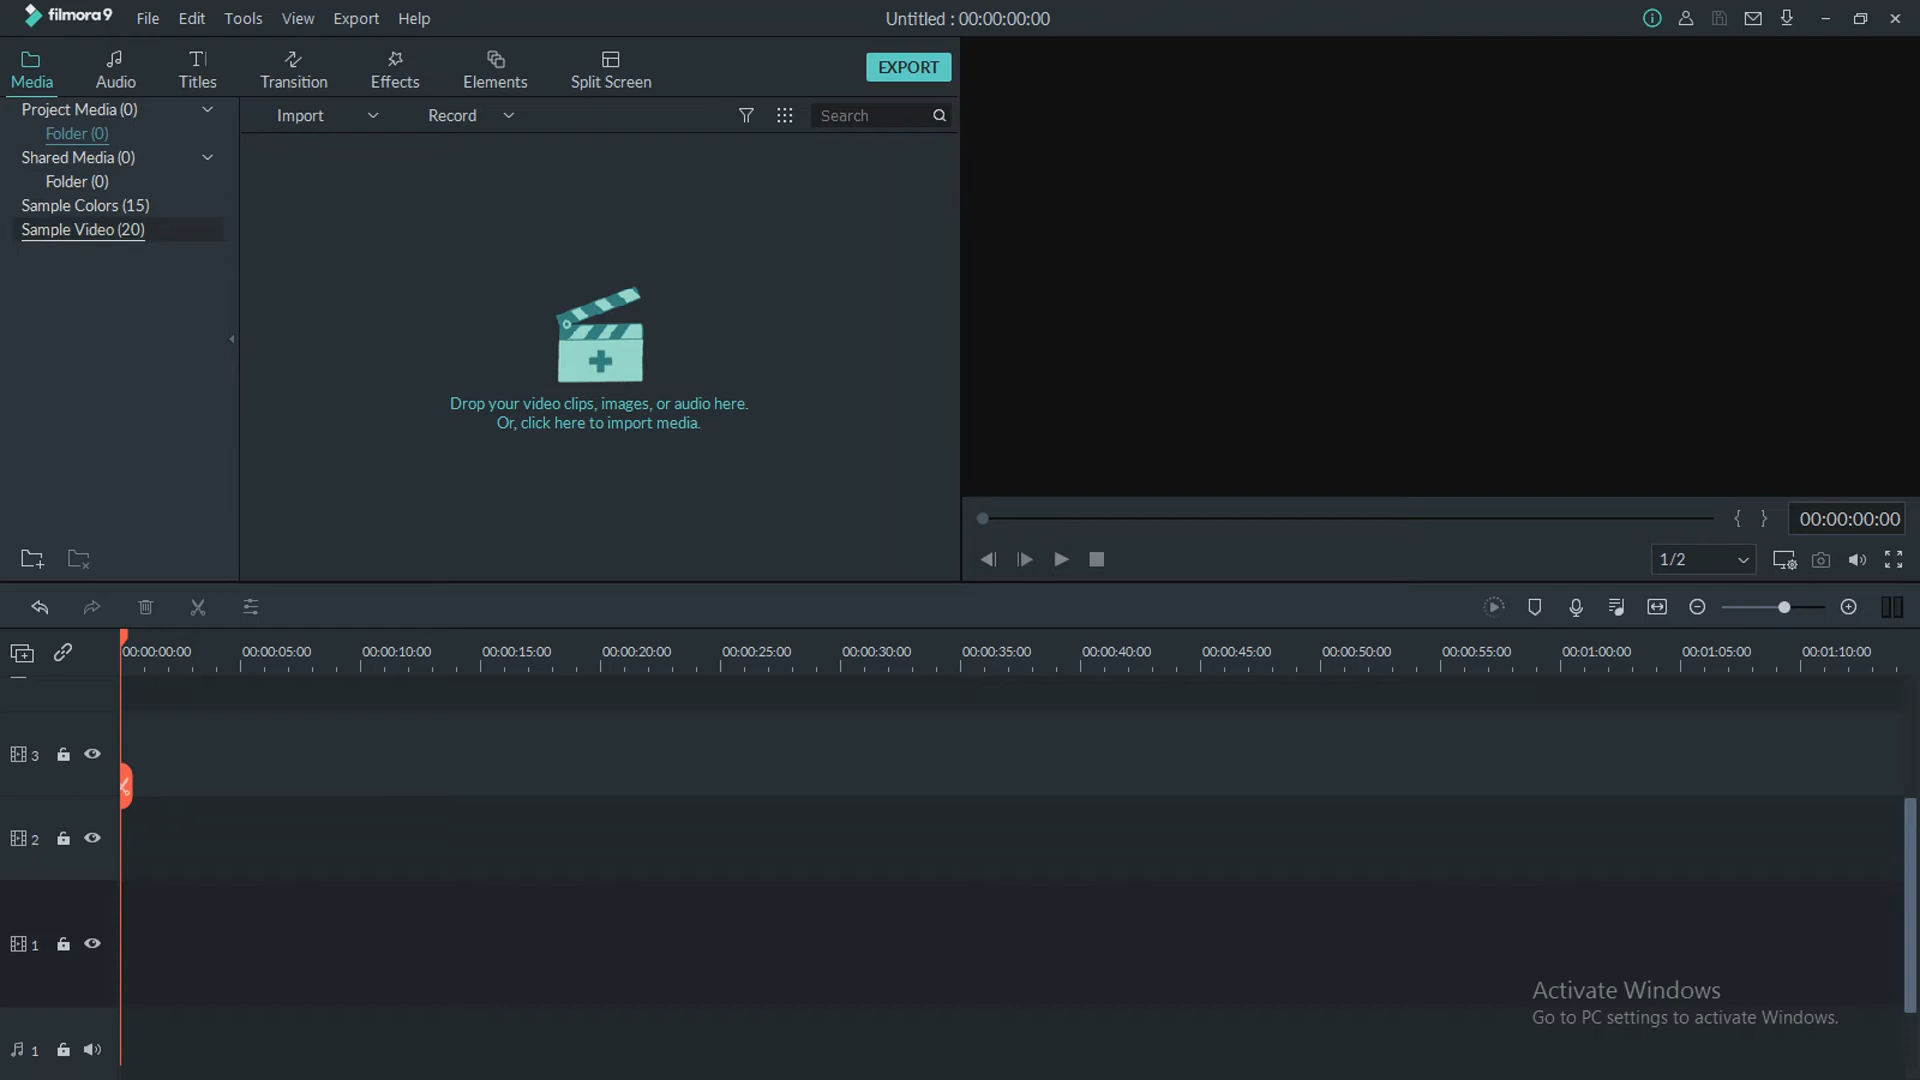 filmora9 File Edit Tools View Export Help Untitled : 00:00:00:00
Media Audio Titles Transition Effects Elements Split Screen EXPORT
Project Media (0)
Folder (0)
Shared Media (0)
Folder (0)
Sample Colors (15)
Sample Video (20)
Import Record Search
Drop your video clips, images, or audio here.
Or, click here to import media.
{ } 00:00:00:00
1/2
00:00:00:00 00:00:05:00 00:00:10:00 00:00:15:00 00:00:20:00 00:00:25:00 00:00:30:00 00:00:35:00 00:00:40:00 00:00:45:00 00:00:50:00 00:00:55:00 00:01:00:00 00:01:05:00 00:01:10:00
3
2
1
Activate Windows
Go to PC settings to activate Windows.
1